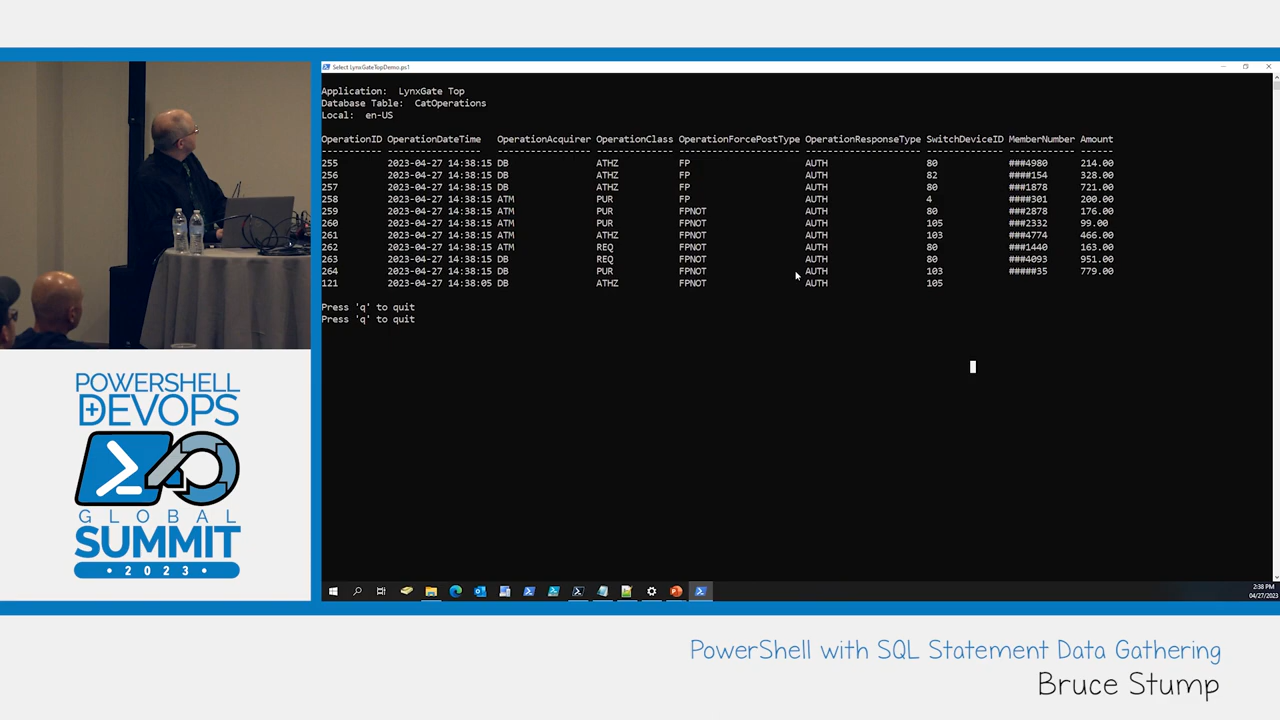 Select LynxGateTopDemo.ps1
Application: LynxGate Top
Database Table: CatOperations
Local: en-US
OperationID OperationDateTime OperationAcquirer OperationClass OperationForcePostType OperationResponseType SwitchDeviceID MemberNumber Amount
255 2023-04-27 14:38:15 DB ATHZ FP AUTH 80 ###4980 214.00
256 2023-04-27 14:38:15 DB ATHZ FP AUTH 82 ####154 328.00
257 2023-04-27 14:38:15 DB ATHZ FP AUTH 80 ###1878 721.00
258 2023-04-27 14:38:15 ATM PUR FP AUTH 4 ####301 200.00
259 2023-04-27 14:38:15 ATM PUR FPNOT AUTH 80 ###2878 176.00
260 2023-04-27 14:38:15 ATM PUR FPNOT AUTH 105 ###2332 99.00
261 2023-04-27 14:38:15 ATM ATHZ FPNOT AUTH 103 ###4774 466.00
262 2023-04-27 14:38:15 ATM REQ FPNOT AUTH 80 ###1440 163.00
263 2023-04-27 14:38:15 DB REQ FPNOT AUTH 80 ###4093 951.00
264 2023-04-27 14:38:15 DB PUR FPNOT AUTH 103 #####35 779.00
121 2023-04-27 14:38:05 DB ATHZ FPNOT AUTH 105
Press 'q' to quit
Press 'q' to quit
2:38 PM
04/27/2023
POWERSHELL
+DEVOPS
GLOBAL
SUMMIT
• 2023 •
PowerShell with SQL Statement Data Gathering
Bruce Stump